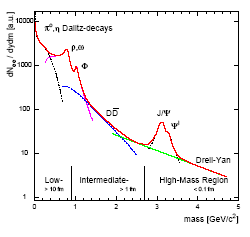 dN_ee / dydm [a.u.]
10000
1000
100
10
1
π⁰,η Dalitz-decays
ρ,ω
Φ
DD̅
J/Ψ
Ψ^I
Drell-Yan
Low-
Intermediate-
High-Mass Region
> 10 fm
> 1 fm
< 0.1 fm
0
1
2
3
4
5
mass [GeV/c²]